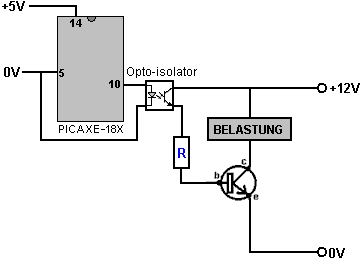 +5V
14
0V
5
10
Opto-isolator
PICAXE-18X
+12V
BELASTUNG
R
c
b
e
0V